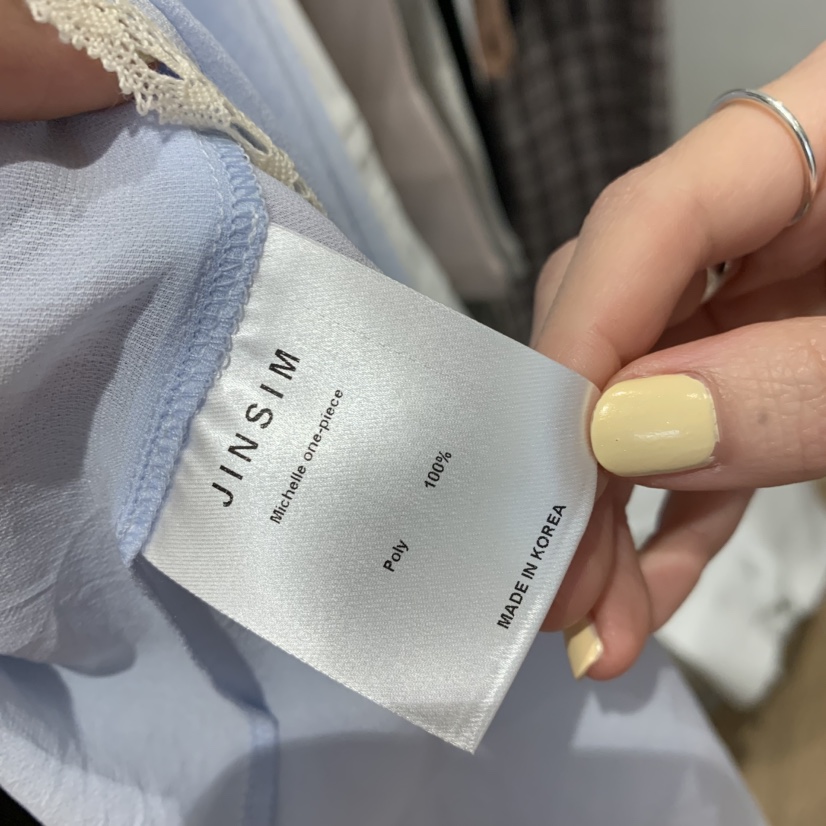 JINSIM
Michelle one-piece
Poly 100%
MADE IN KOREA